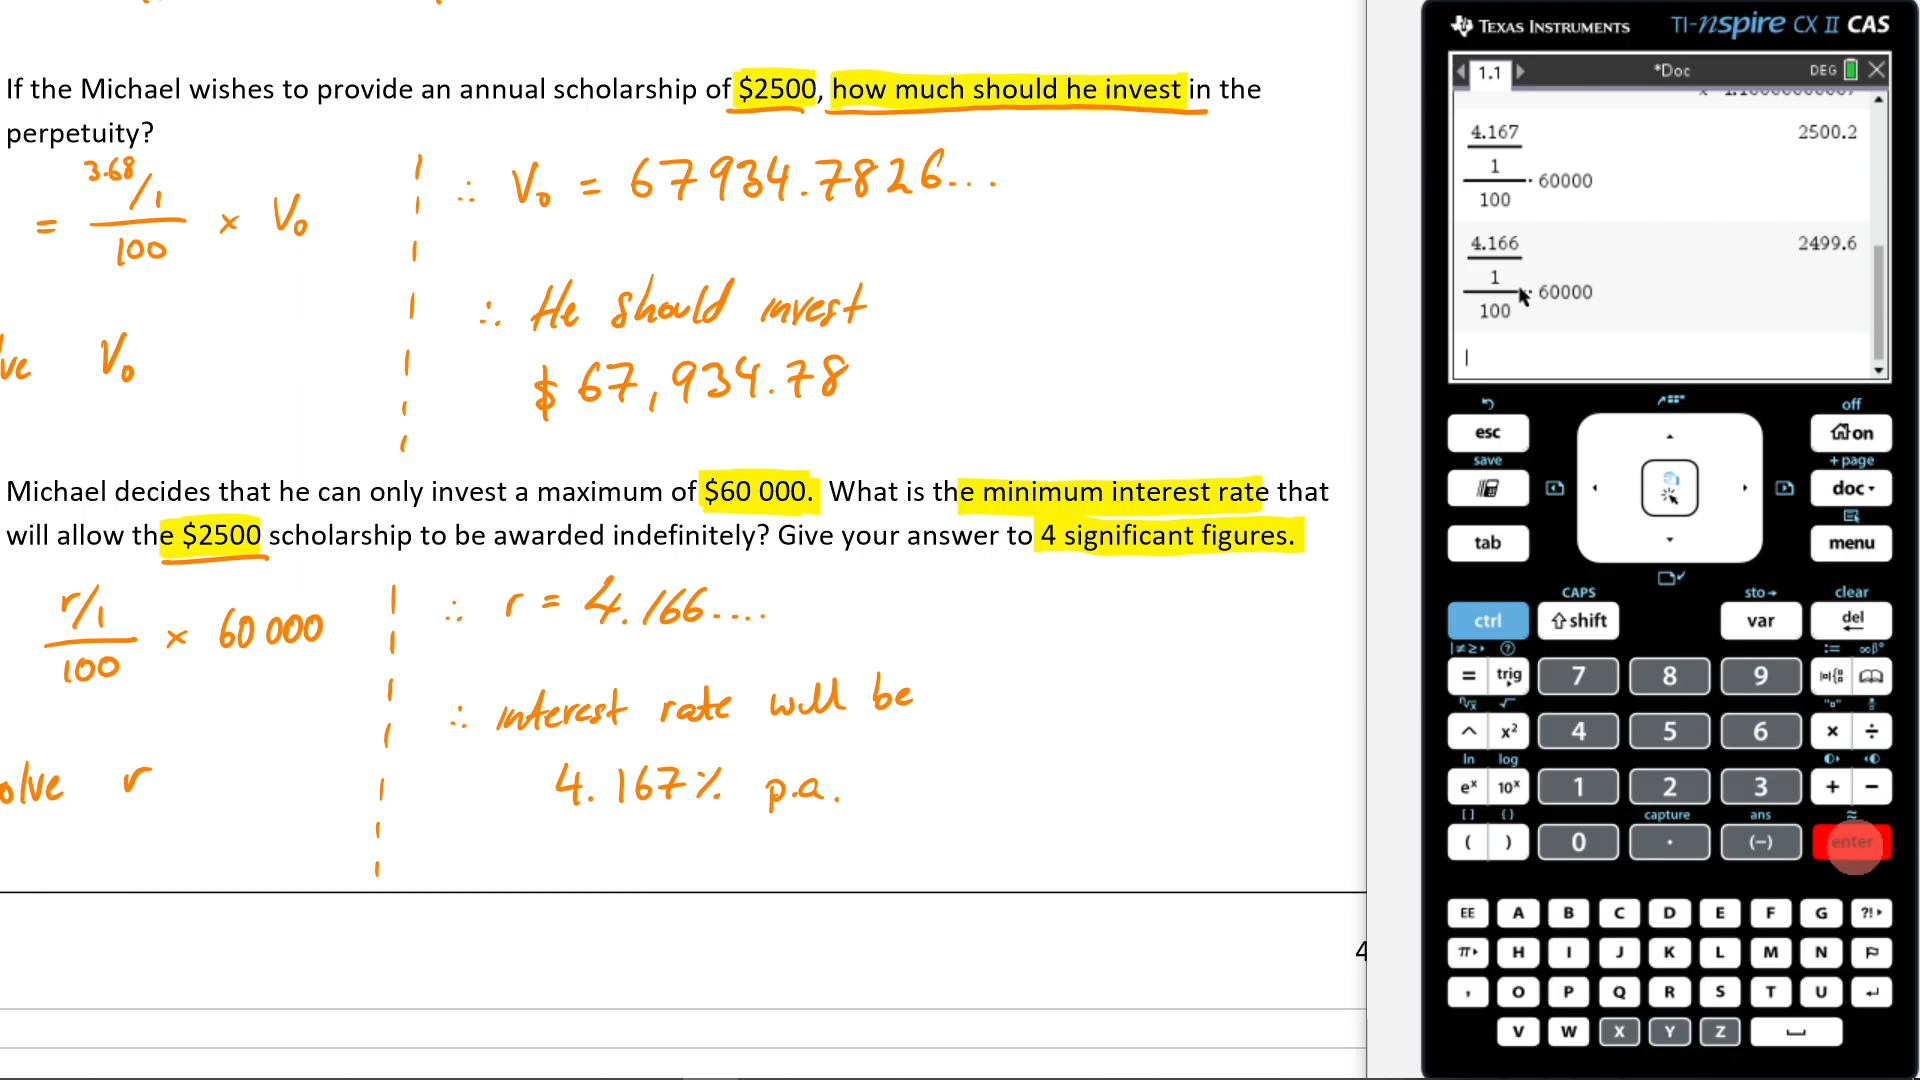 If the Michael wishes to provide an annual scholarship of $2500, how much should he invest in the
perpetuity?
= 3.68/1 / 100 × V₀
∴ V₀ = 67934.7826...
∴ He should invest
$67,934.78
lve V₀
Michael decides that he can only invest a maximum of $60 000. What is the minimum interest rate that
will allow the $2500 scholarship to be awarded indefinitely? Give your answer to 4 significant figures.
r/1 / 100 × 60 000
∴ r = 4.166....
∴ interest rate will be
4.167% p.a.
olve r
4
TEXAS INSTRUMENTS TI-nspire CX II CAS
1.1 *Doc DEG
4.167 / 1 / 100 · 60000 2500.2
4.166 / 1 / 100 · 60000 2499.6
off
esc on
save +page
doc
tab menu
CAPS sto→ clear
ctrl shift var del
|≠≥▸ ? := ∞β°
= trig 7 8 9
ⁿ√x √
^ x² 4 5 6 × ÷
ln log
eˣ 10ˣ 1 2 3 + −
[ ] { } capture ans ≈
( ) 0 . (−) enter
EE A B C D E F G ?!▸
π▸ H I J K L M N
, O P Q R S T U
V W X Y Z